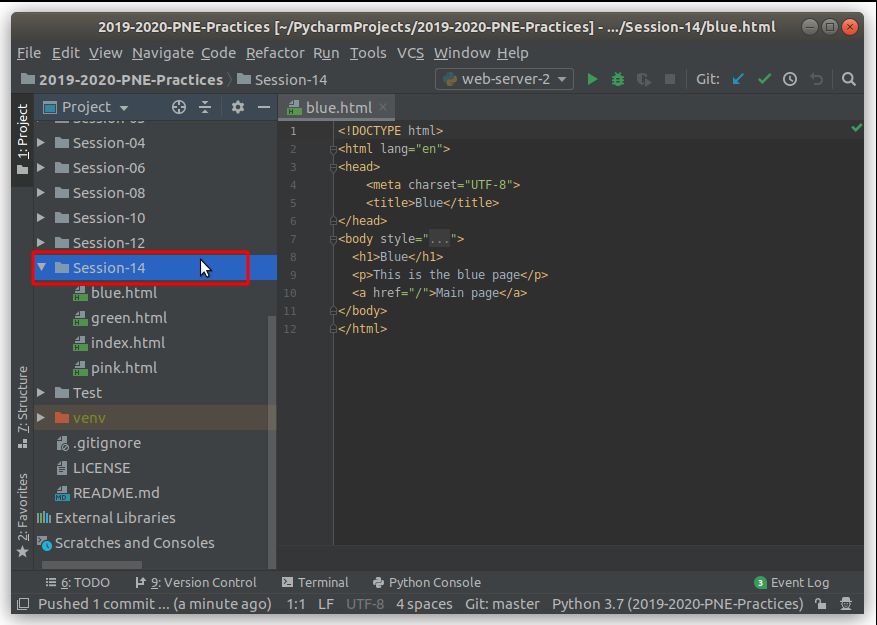 2019-2020-PNE-Practices [~/PycharmProjects/2019-2020-PNE-Practices] - .../Session-14/blue.html
File Edit View Navigate Code Refactor Run Tools VCS Window Help
2019-2020-PNE-Practices Session-14 web-server-2 Git:
1: Project
7: Structure
2: Favorites
Project
Session-04
Session-06
Session-08
Session-10
Session-12
Session-14
blue.html
green.html
index.html
pink.html
Test
venv
.gitignore
LICENSE
README.md
External Libraries
Scratches and Consoles
blue.html
1 <!DOCTYPE html>
2 <html lang="en">
3 <head>
4 <meta charset="UTF-8">
5 <title>Blue</title>
6 </head>
7 <body style="...">
8 <h1>Blue</h1>
9 <p>This is the blue page</p>
10 <a href="/">Main page</a>
11 </body>
12 </html>
6: TODO 9: Version Control Terminal Python Console 3 Event Log
Pushed 1 commit ... (a minute ago) 1:1 LF UTF-8 4 spaces Git: master Python 3.7 (2019-2020-PNE-Practices)